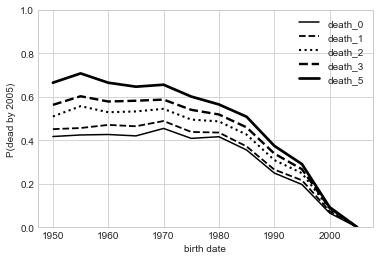 1.0
death_0
death_1
0.8
death_2
death_3
death_5
0.6
P(dead by 2005)
0.4
0.2
0.0
1950 1960 1970 1980 1990 2000
birth date